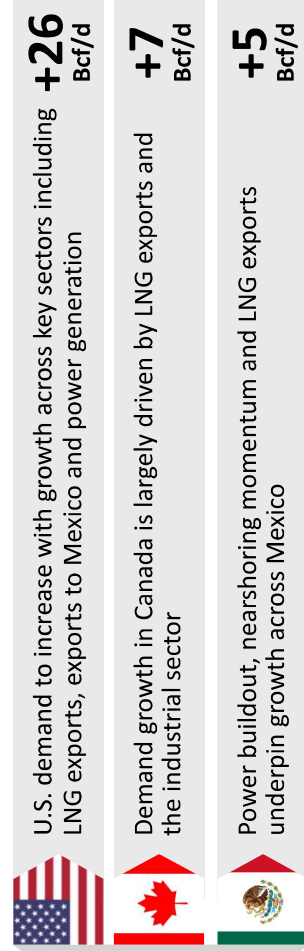 U.S. demand to increase with growth across key sectors including
LNG exports, exports to Mexico and power generation
+26
Bcf/d
Demand growth in Canada is largely driven by LNG exports and
the industrial sector
+7
Bcf/d
Power buildout, nearshoring momentum and LNG exports
underpin growth across Mexico
+5
Bcf/d